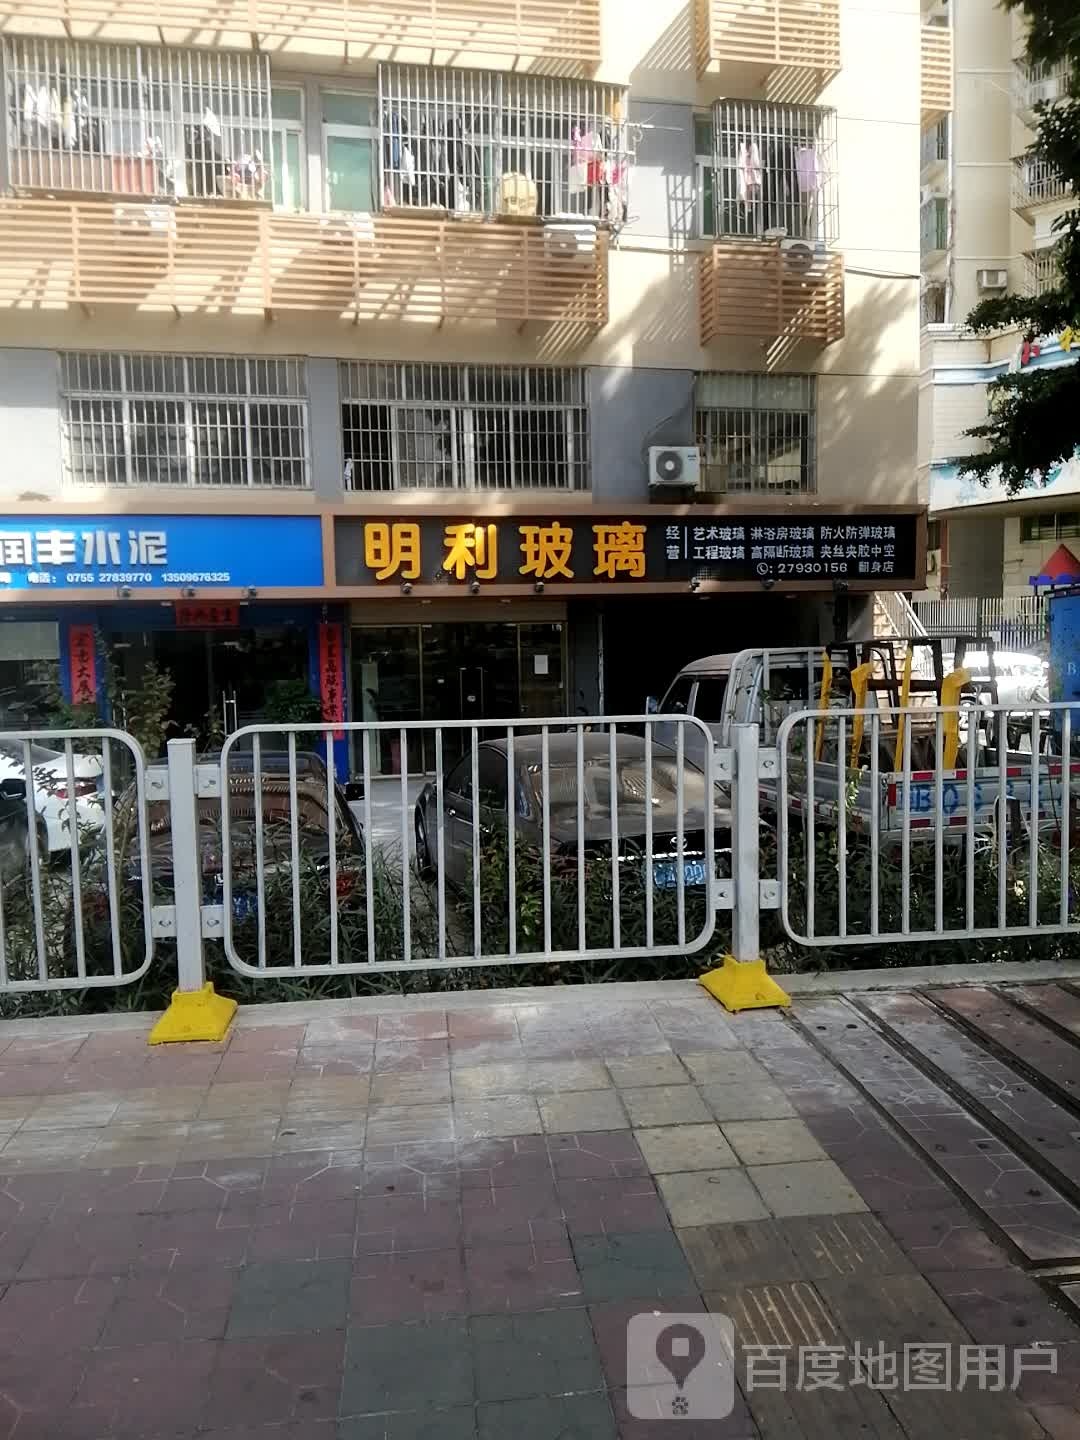 润丰水泥
电话：0755 27839770 13509676325
明利玻璃
经营
艺术玻璃 淋浴房玻璃 防火防弹玻璃
工程玻璃 高隔断玻璃 夹丝夹胶中空
:27930156 翻身店
百度地图用户